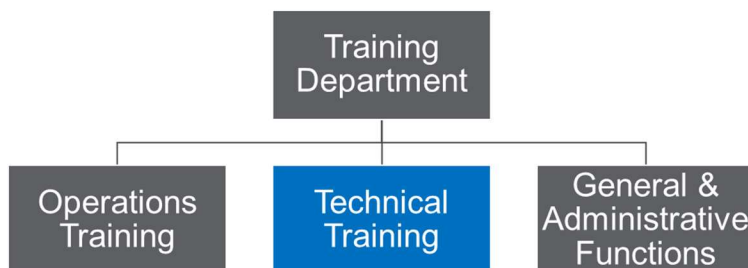 Training
Department
Operations
Training
Technical
Training
General &
Administrative
Functions